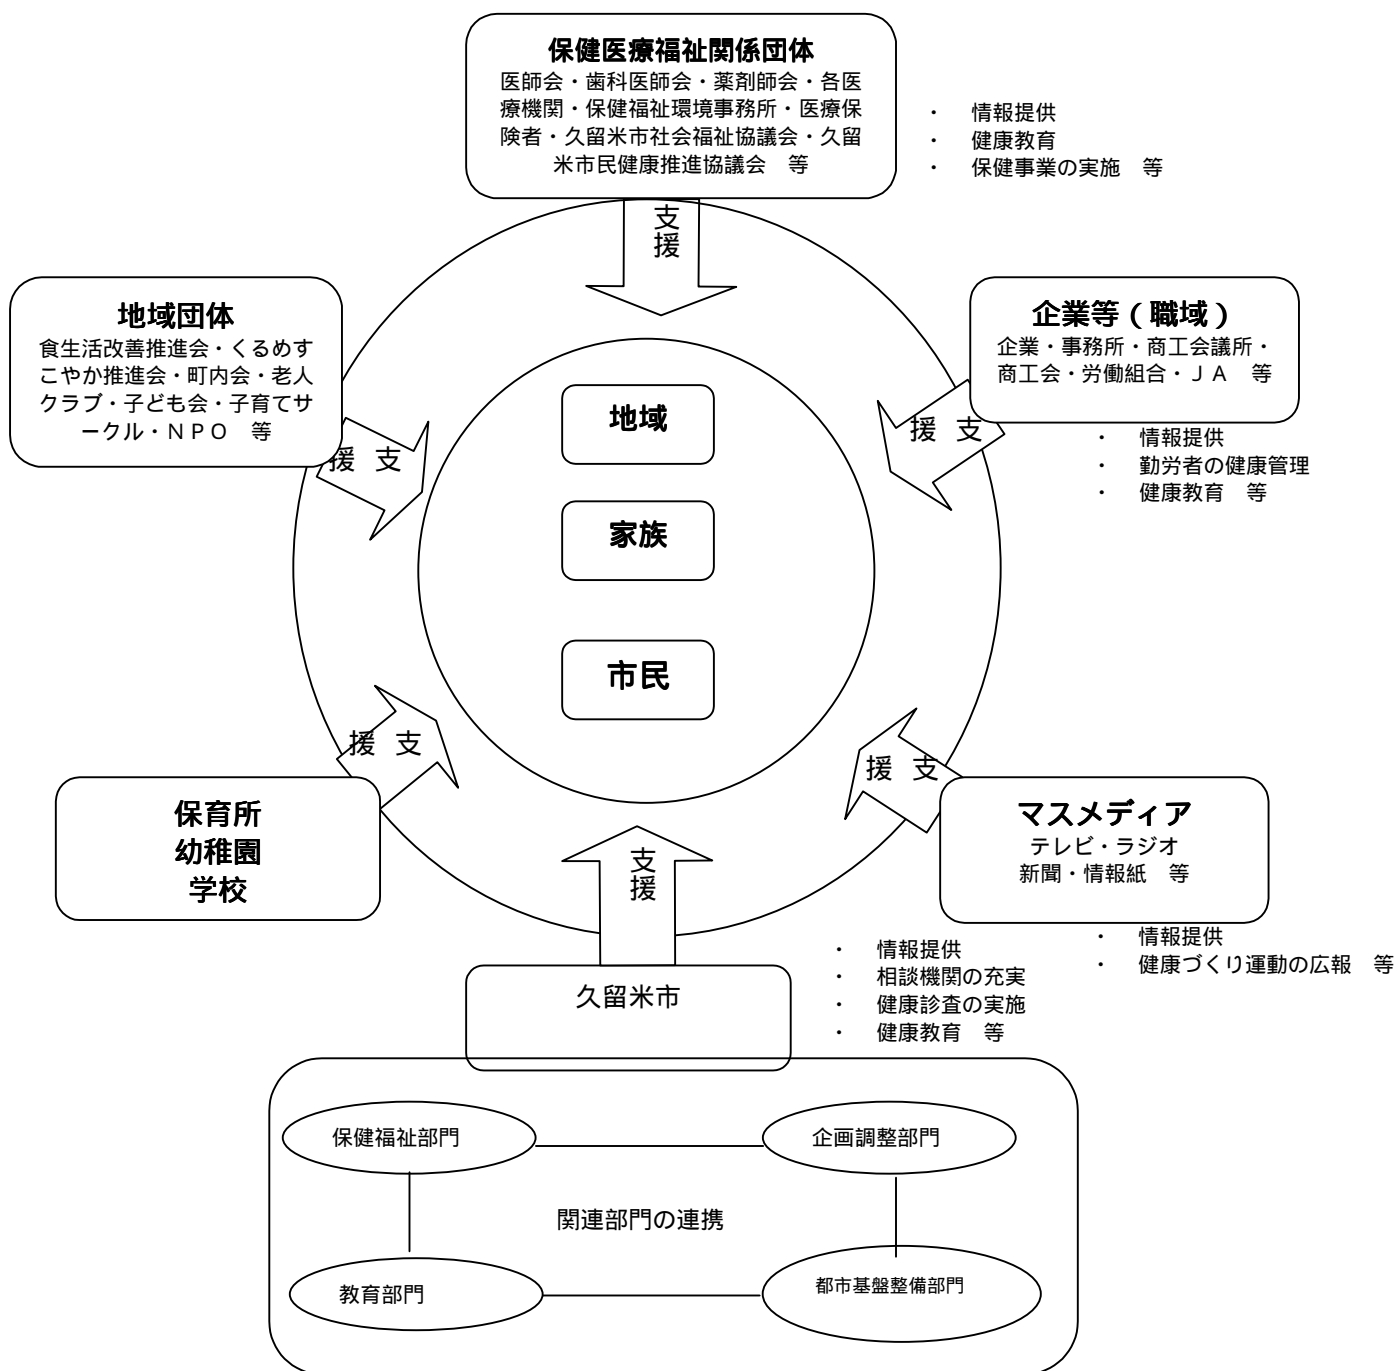 保健医療福祉関係団体
医師会・歯科医師会・薬剤師会・各医
療機関・保健福祉環境事務所・医療保
険者・久留米市社会福祉協議会・久留
米市民健康推進協議会　等
・　情報提供
・　健康教育
・　保健事業の実施　等
支
援
地域団体
食生活改善推進会・くるめす
こやか推進会・町内会・老人
クラブ・子ども会・子育てサ
ークル・ＮＰＯ　等
援 支
企業等（職域）
企業・事務所・商工会議所・
商工会・労働組合・ＪＡ　等
援 支
・　情報提供
・　勤労者の健康管理
・　健康教育　等
地域
家族
市民
援 支
保育所
幼稚園
学校
援 支
マスメディア
テレビ・ラジオ
新聞・情報紙　等
・　情報提供
・　健康づくり運動の広報　等
支
援
久留米市
・　情報提供
・　相談機関の充実
・　健康診査の実施
・　健康教育　等
保健福祉部門
企画調整部門
関連部門の連携
教育部門
都市基盤整備部門